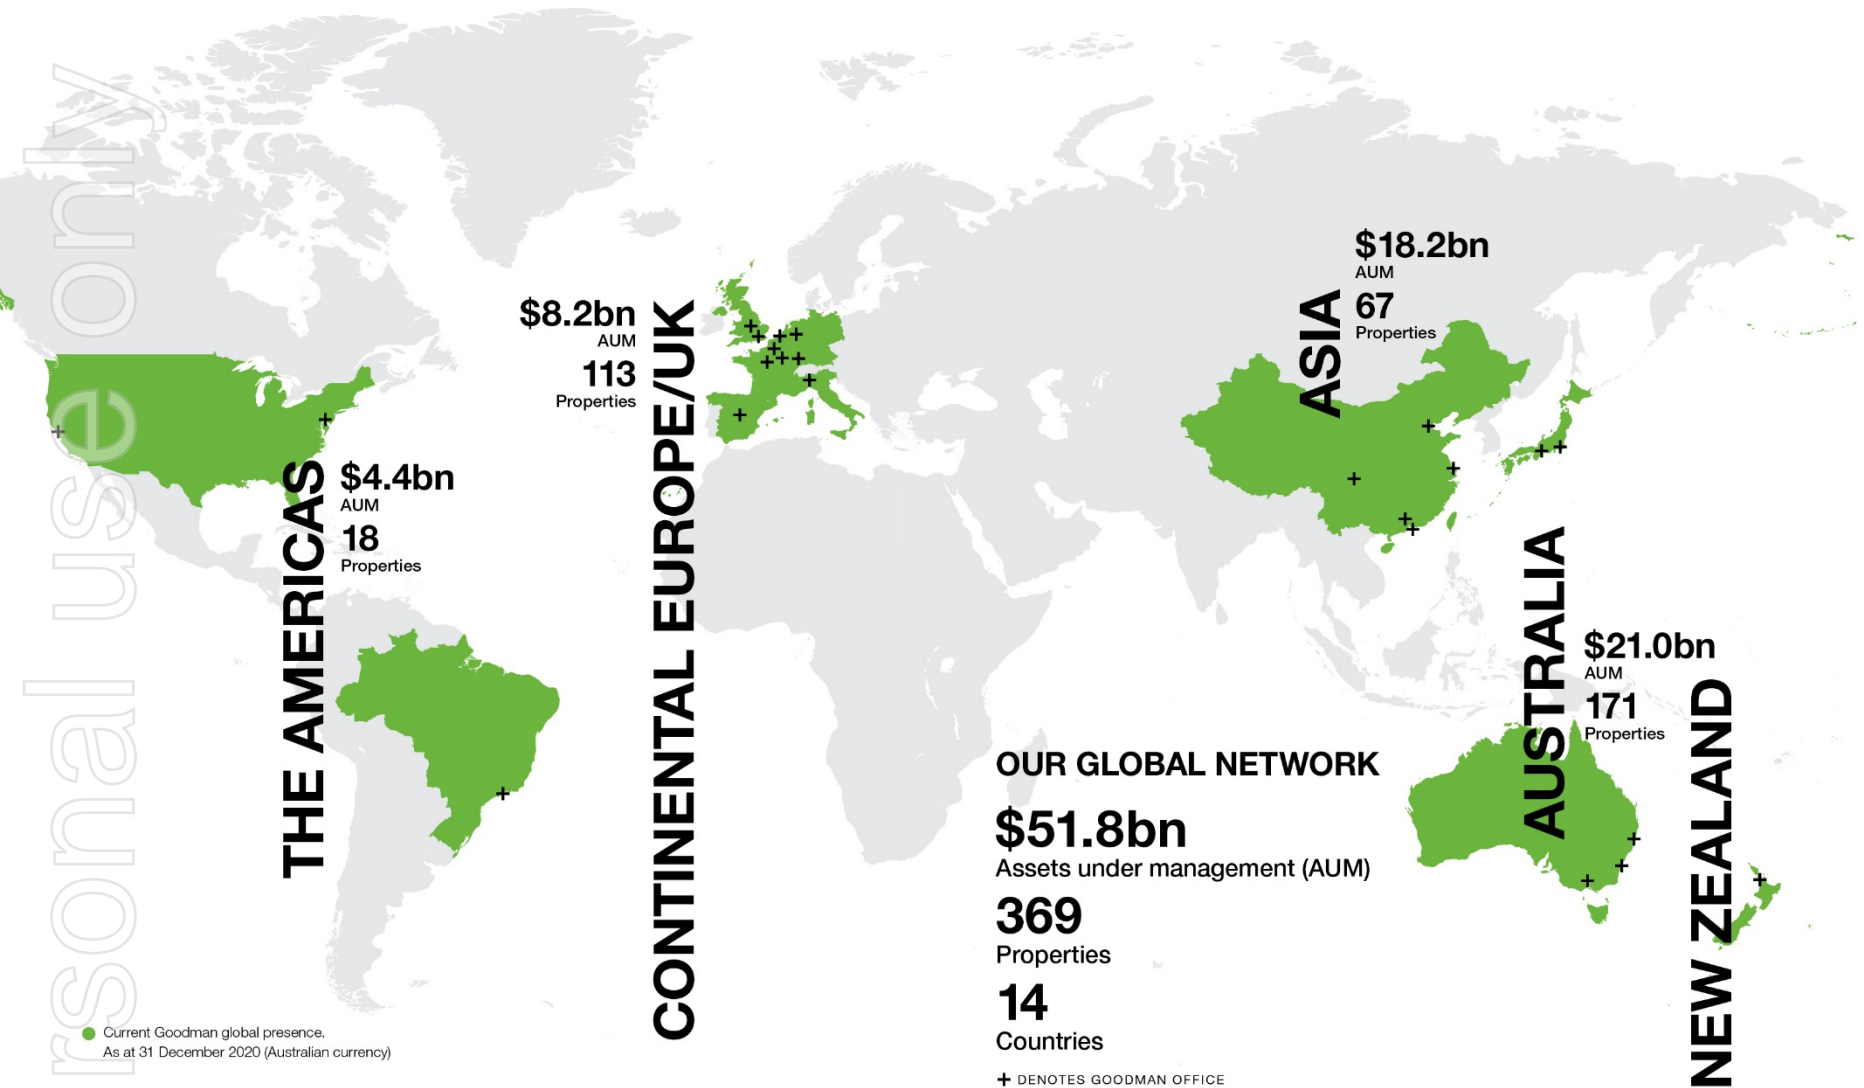 rsonal use only
$4.4bn
AUM
18
Properties
THE AMERICAS
$8.2bn
AUM
113
Properties
CONTINENTAL EUROPE/UK
$18.2bn
AUM
67
Properties
ASIA
$21.0bn
AUM
171
Properties
AUSTRALIA
NEW ZEALAND
OUR GLOBAL NETWORK
$51.8bn
Assets under management (AUM)
369
Properties
14
Countries
+ DENOTES GOODMAN OFFICE
Current Goodman global presence.
As at 31 December 2020 (Australian currency)